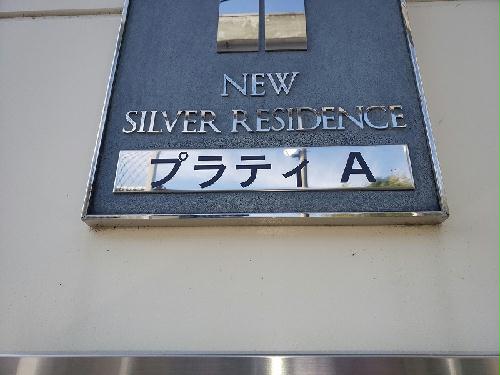 NEW
SILVER RESIDENCE
プラティ A